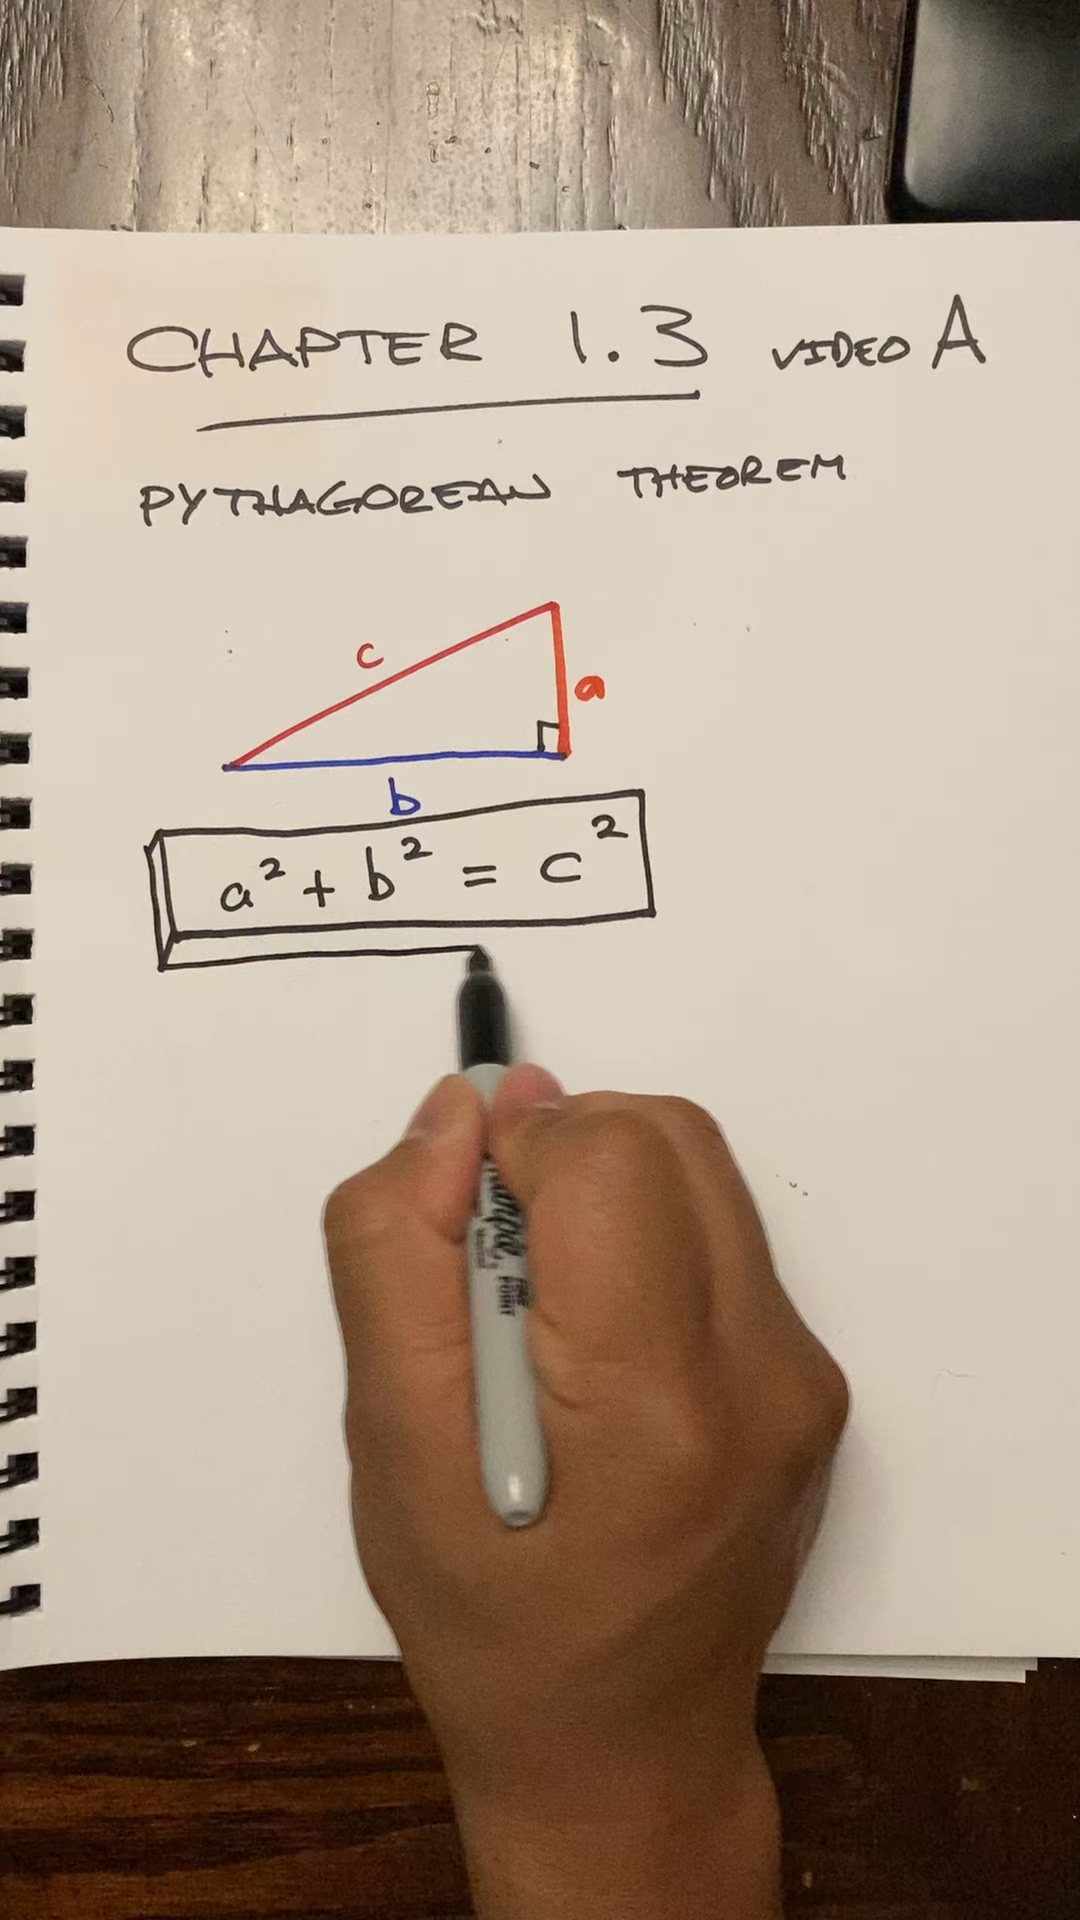 CHAPTER 1.3 VIDEO A
PYTHAGOREAN THEOREM
c
a
b
a² + b² = c²